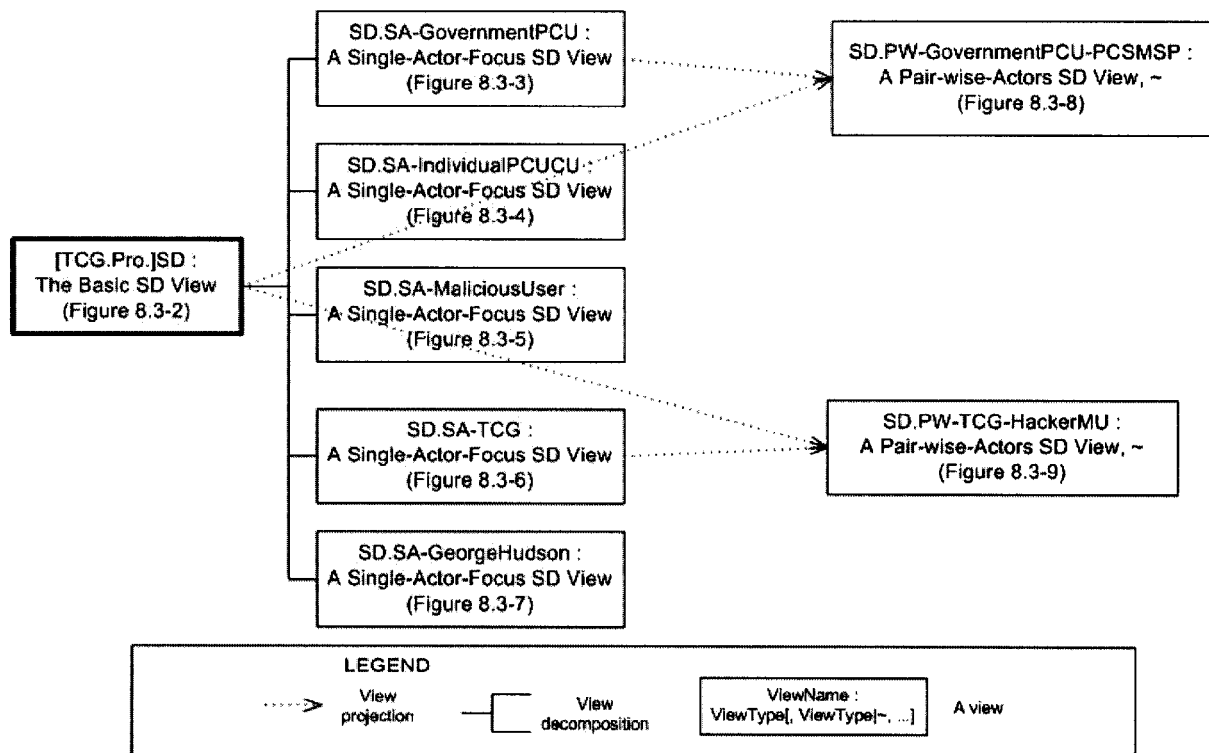 SD.SA-GovernmentPCU :
A Single-Actor-Focus SD View
(Figure 8.3-3)
SD.PW-GovernmentPCU-PCSMSP :
A Pair-wise-Actors SD View, ~
(Figure 8.3-8)
SD.SA-IndividualPCUCU :
A Single-Actor-Focus SD View
(Figure 8.3-4)
[TCG.Pro.]SD :
The Basic SD View
(Figure 8.3-2)
SD.SA-MaliciousUser :
A Single-Actor-Focus SD View
(Figure 8.3-5)
SD.SA-TCG :
A Single-Actor-Focus SD View
(Figure 8.3-6)
SD.PW-TCG-HackerMU :
A Pair-wise-Actors SD View, ~
(Figure 8.3-9)
SD.SA-GeorgeHudson :
A Single-Actor-Focus SD View
(Figure 8.3-7)
LEGEND
View
projection
View
decomposition
ViewName :
ViewType[, ViewType|~, ...]
A view